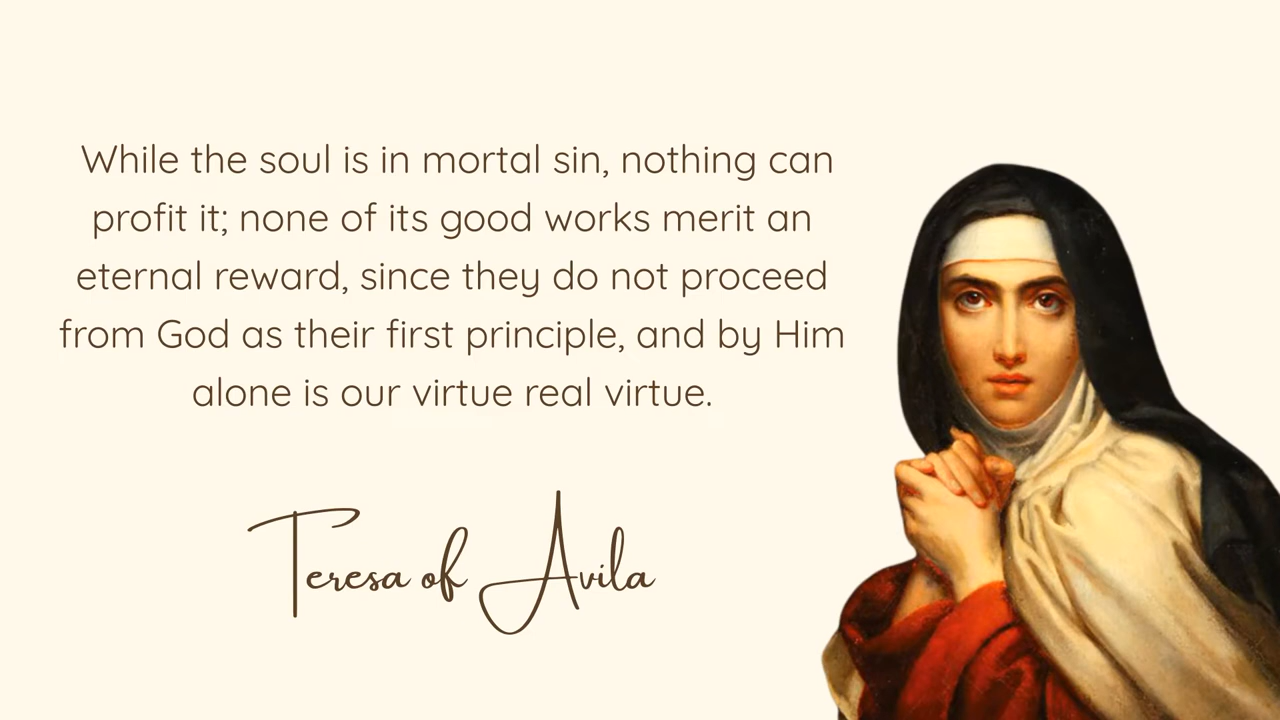 While the soul is in mortal sin, nothing can
profit it; none of its good works merit an
eternal reward, since they do not proceed
from God as their first principle, and by Him
alone is our virtue real virtue.
Teresa of Avila